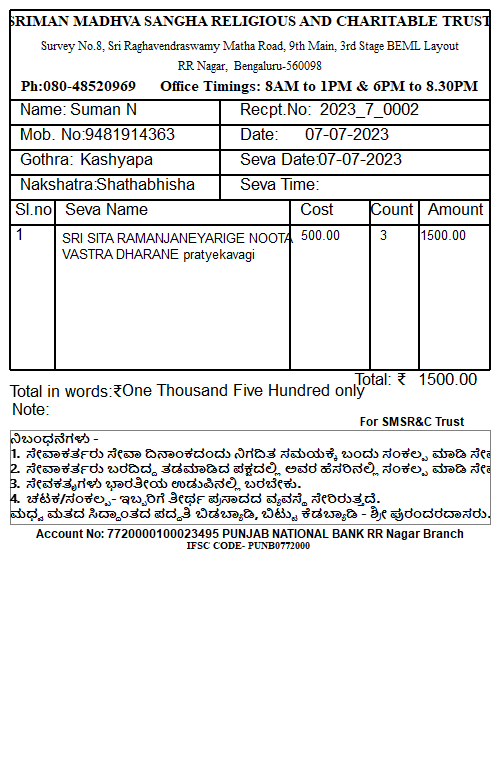 SRIMAN MADHVA SANGHA RELIGIOUS AND CHARITABLE TRUST
Survey No.8, Sri Raghavendraswamy Matha Road, 9th Main, 3rd Stage BEML Layout
RR Nagar, Bengaluru-560098
Ph:080-48520969 Office Timings: 8AM to 1PM & 6PM to 8.30PM
Name: Suman N Recpt.No: 2023_7_0002
Mob. No:9481914363 Date: 07-07-2023
Gothra: Kashyapa Seva Date:07-07-2023
Nakshatra:Shathabhisha Seva Time:
Sl.no Seva Name Cost Count Amount
1 SRI SITA RAMANJANEYARIGE NOOTA 500.00 3 1500.00
VASTRA DHARANE pratyekavagi
Total: ₹ 1500.00
Total in words:₹One Thousand Five Hundred only
Note:
For SMSR&C Trust
ನಿಬಂಧನೆಗಳು -
1. ಸೇವಾಕರ್ತರು ಸೇವಾ ದಿನಾಂಕದಂದು ನಿಗದಿತ ಸಮಯಕ್ಕೆ ಬಂದು ಸಂಕಲ್ಪ ಮಾಡಿ ಸೇವ
2. ಸೇವಾಕರ್ತರು ಬರದಿದ್ದ ತಡಮಾಡಿದ ಪಕ್ಷದಲ್ಲಿ ಅವರ ಹೆಸರಿನಲ್ಲಿ ಸಂಕಲ್ಪ ಮಾಡಿ ಸೇವ
3. ಸೇವಕತೃಗಳು ಭಾರತೀಯ ಉಡುಪಿನಲ್ಲಿ ಬರಬೇಕು.
4. ಚಟಕ/ಸಂಕಲ್ಪ- ಇಬ್ಬರಿಗೆ ತೀರ್ಥ ಪ್ರಸಾದದ ವ್ಯವಸ್ಥೆ ಸೇರಿರುತ್ತದೆ.
ಮಧ್ವ ಮತದ ಸಿದ್ಧಾಂತದ ಪದ್ಧತಿ ಬಿಡಬ್ಯಾಡಿ, ಬಿಟ್ಟು ಕೆಡಬ್ಯಾಡಿ - ಶ್ರೀ ಪುರಂದರದಾಸರು.
Account No: 7720000100023495 PUNJAB NATIONAL BANK RR Nagar Branch
IFSC CODE- PUNB0772000